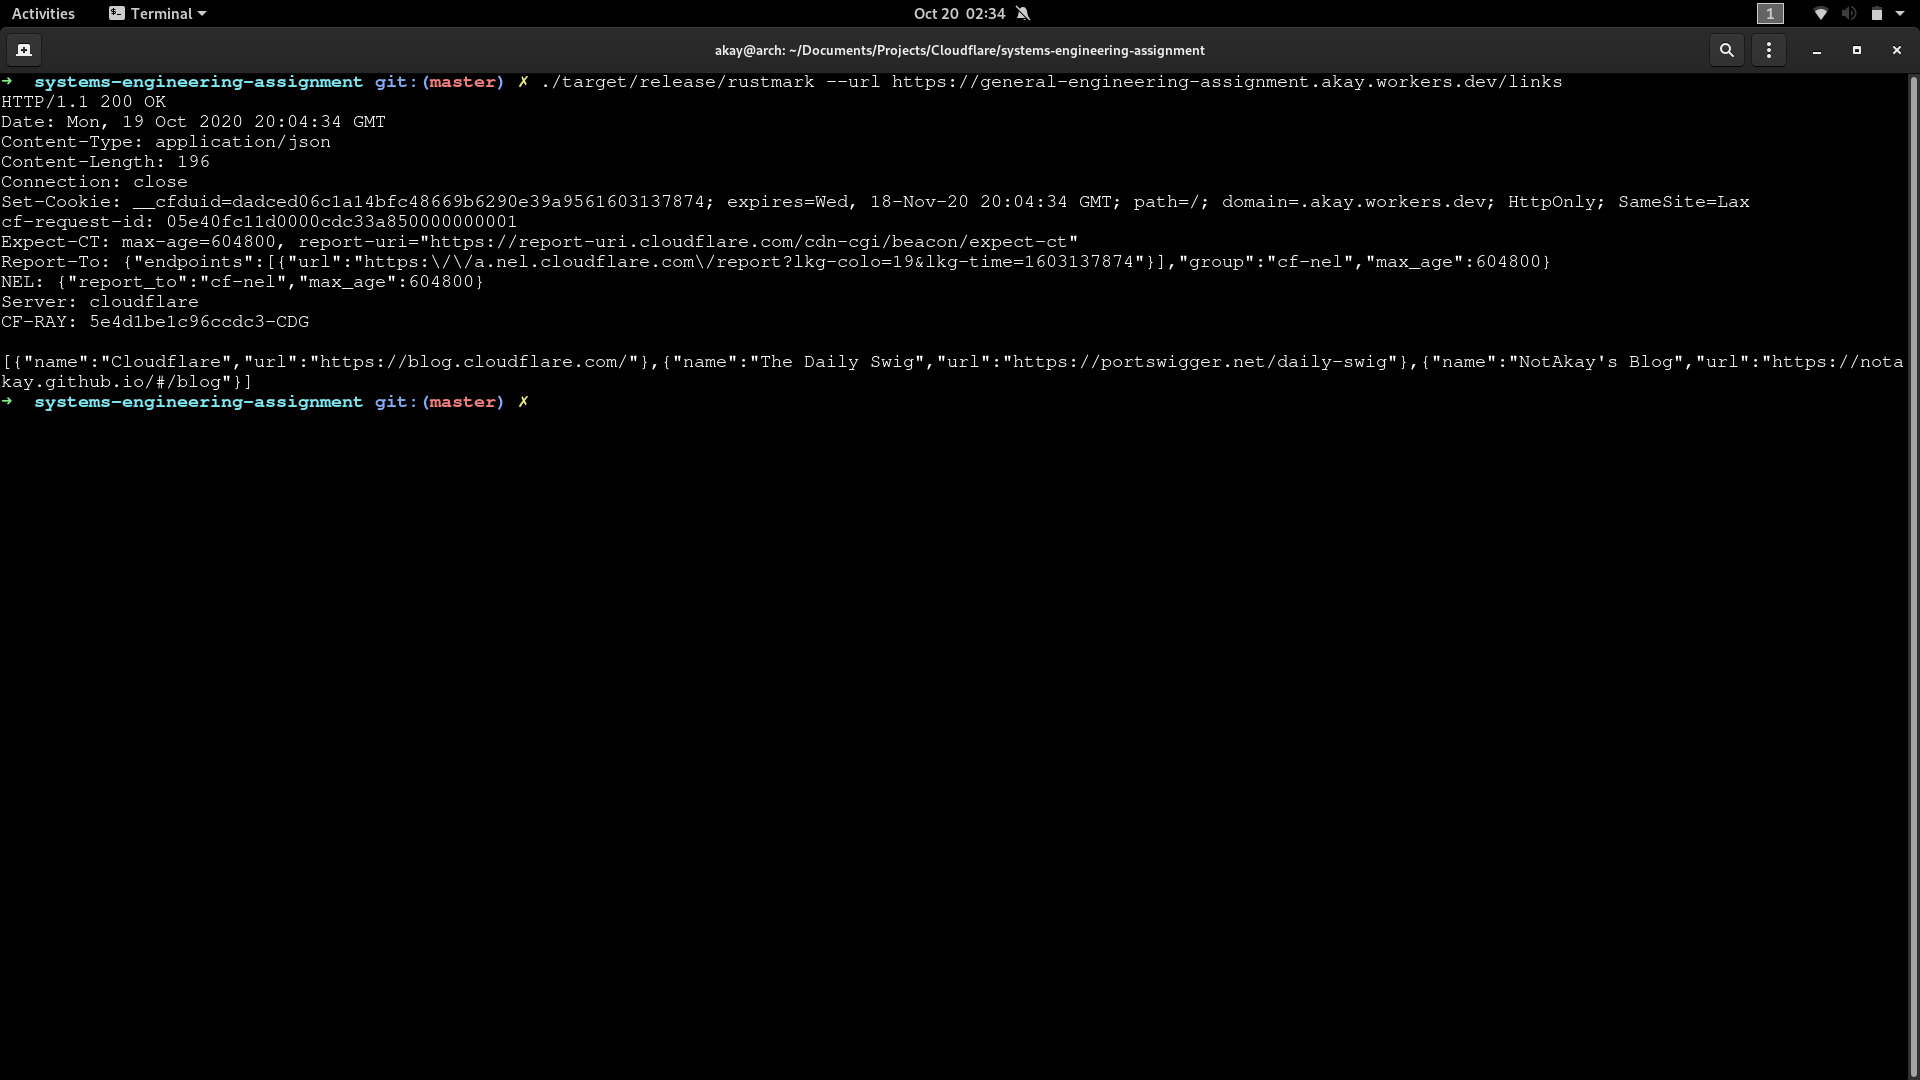 Activities Terminal Oct 20 02:34 1
akay@arch: ~/Documents/Projects/Cloudflare/systems-engineering-assignment
➜ systems-engineering-assignment git:(master) ✗ ./target/release/rustmark --url https://general-engineering-assignment.akay.workers.dev/links
HTTP/1.1 200 OK
Date: Mon, 19 Oct 2020 20:04:34 GMT
Content-Type: application/json
Content-Length: 196
Connection: close
Set-Cookie: __cfduid=dadced06c1a14bfc48669b6290e39a9561603137874; expires=Wed, 18-Nov-20 20:04:34 GMT; path=/; domain=.akay.workers.dev; HttpOnly; SameSite=Lax
cf-request-id: 05e40fc11d0000cdc33a850000000001
Expect-CT: max-age=604800, report-uri="https://report-uri.cloudflare.com/cdn-cgi/beacon/expect-ct"
Report-To: {"endpoints":[{"url":"https:\/\/a.nel.cloudflare.com\/report?lkg-colo=19&lkg-time=1603137874"}],"group":"cf-nel","max_age":604800}
NEL: {"report_to":"cf-nel","max_age":604800}
Server: cloudflare
CF-RAY: 5e4d1be1c96ccdc3-CDG
[{"name":"Cloudflare","url":"https://blog.cloudflare.com/"},{"name":"The Daily Swig","url":"https://portswigger.net/daily-swig"},{"name":"NotAkay's Blog","url":"https://nota
kay.github.io/#/blog"}]
➜ systems-engineering-assignment git:(master) ✗